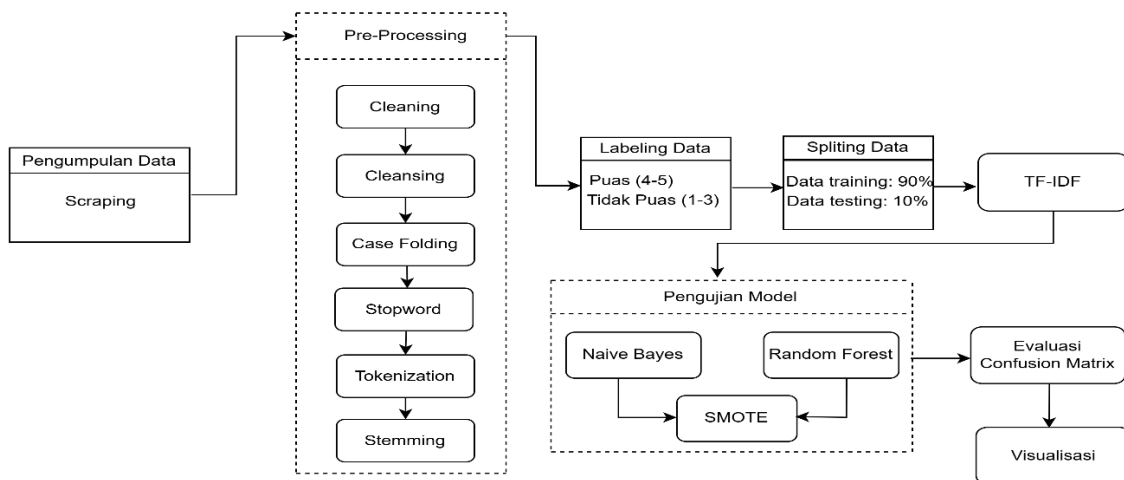 Pengumpulan Data
Scraping
Pre-Processing
Cleaning
Cleansing
Case Folding
Stopword
Tokenization
Stemming
Labeling Data
Puas (4-5)
Tidak Puas (1-3)
Spliting Data
Data training: 90%
Data testing: 10%
TF-IDF
Pengujian Model
Naive Bayes
Random Forest
SMOTE
Evaluasi
Confusion Matrix
Visualisasi